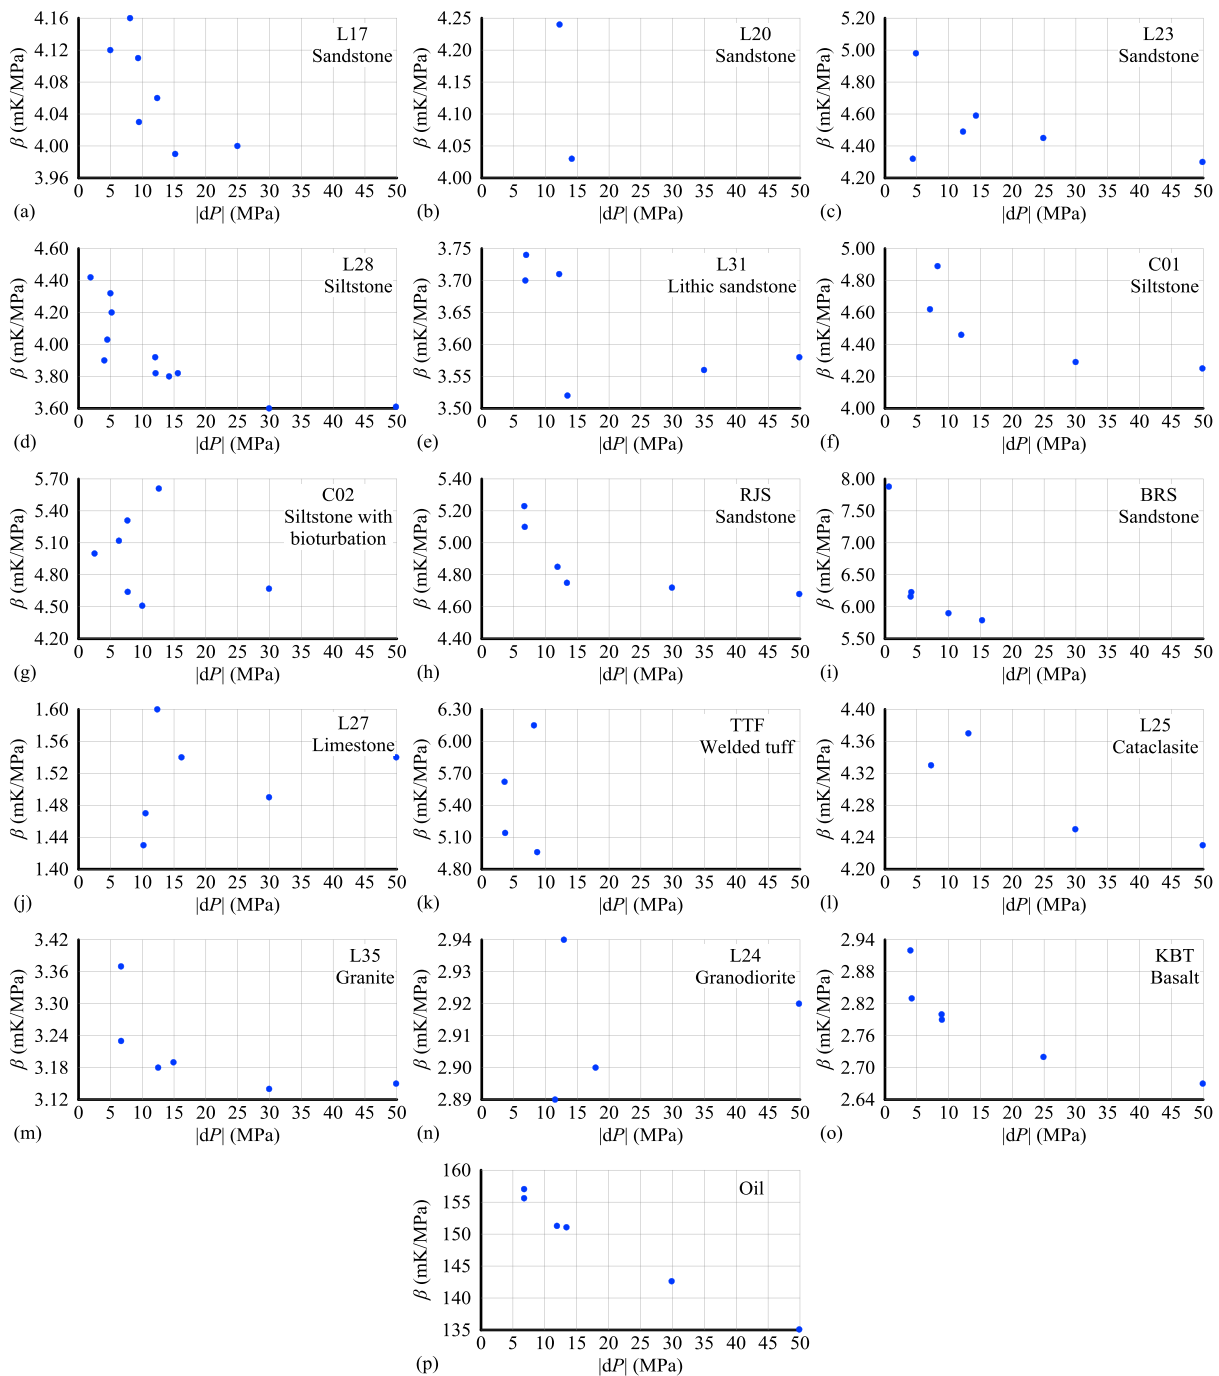 4.16
4.12
4.08
4.04
4.00
3.96
β (mK/MPa)
L17
Sandstone
0 5 10 15 20 25 30 35 40 45 50
(a)
|dP| (MPa)
4.25
4.20
4.15
4.10
4.05
4.00
β (mK/MPa)
L20
Sandstone
0 5 10 15 20 25 30 35 40 45 50
(b)
|dP| (MPa)
5.20
5.00
4.80
4.60
4.40
4.20
β (mK/MPa)
L23
Sandstone
0 5 10 15 20 25 30 35 40 45 50
(c)
|dP| (MPa)
4.60
4.40
4.20
4.00
3.80
3.60
β (mK/MPa)
L28
Siltstone
0 5 10 15 20 25 30 35 40 45 50
(d)
|dP| (MPa)
3.75
3.70
3.65
3.60
3.55
3.50
β (mK/MPa)
L31
Lithic sandstone
0 5 10 15 20 25 30 35 40 45 50
(e)
|dP| (MPa)
5.00
4.80
4.60
4.40
4.20
4.00
β (mK/MPa)
C01
Siltstone
0 5 10 15 20 25 30 35 40 45 50
(f)
|dP| (MPa)
5.70
5.40
5.10
4.80
4.50
4.20
β (mK/MPa)
C02
Siltstone with
bioturbation
0 5 10 15 20 25 30 35 40 45 50
(g)
|dP| (MPa)
5.40
5.20
5.00
4.80
4.60
4.40
β (mK/MPa)
RJS
Sandstone
0 5 10 15 20 25 30 35 40 45 50
(h)
|dP| (MPa)
8.00
7.00
6.50
6.00
5.50
β (mK/MPa)
BRS
Sandstone
0 5 10 15 20 25 30 35 40 45 50
(i)
|dP| (MPa)
1.60
1.56
1.52
1.48
1.44
1.40
β (mK/MPa)
L27
Limestone
0 5 10 15 20 25 30 35 40 45 50
(j)
|dP| (MPa)
6.30
6.00
5.70
5.40
5.10
4.80
β (mK/MPa)
TTF
Welded tuff
0 5 10 15 20 25 30 35 40 45 50
(k)
|dP| (MPa)
4.40
4.36
4.32
4.28
4.24
4.20
β (mK/MPa)
L25
Cataclasite
0 5 10 15 20 25 30 35 40 45 50
(l)
|dP| (MPa)
3.42
3.36
3.30
3.24
3.18
3.12
β (mK/MPa)
L35
Granite
0 5 10 15 20 25 30 35 40 45 50
(m)
|dP| (MPa)
2.94
2.93
2.92
2.91
2.90
2.89
β (mK/MPa)
L24
Granodiorite
0 5 10 15 20 25 30 35 40 45 50
(n)
|dP| (MPa)
2.94
2.88
2.82
2.76
2.70
2.64
β (mK/MPa)
KBT
Basalt
0 5 10 15 20 25 30 35 40 45 50
(o)
|dP| (MPa)
160
155
150
145
140
135
β (mK/MPa)
Oil
0 5 10 15 20 25 30 35 40 45 50
(p)
|dP| (MPa)